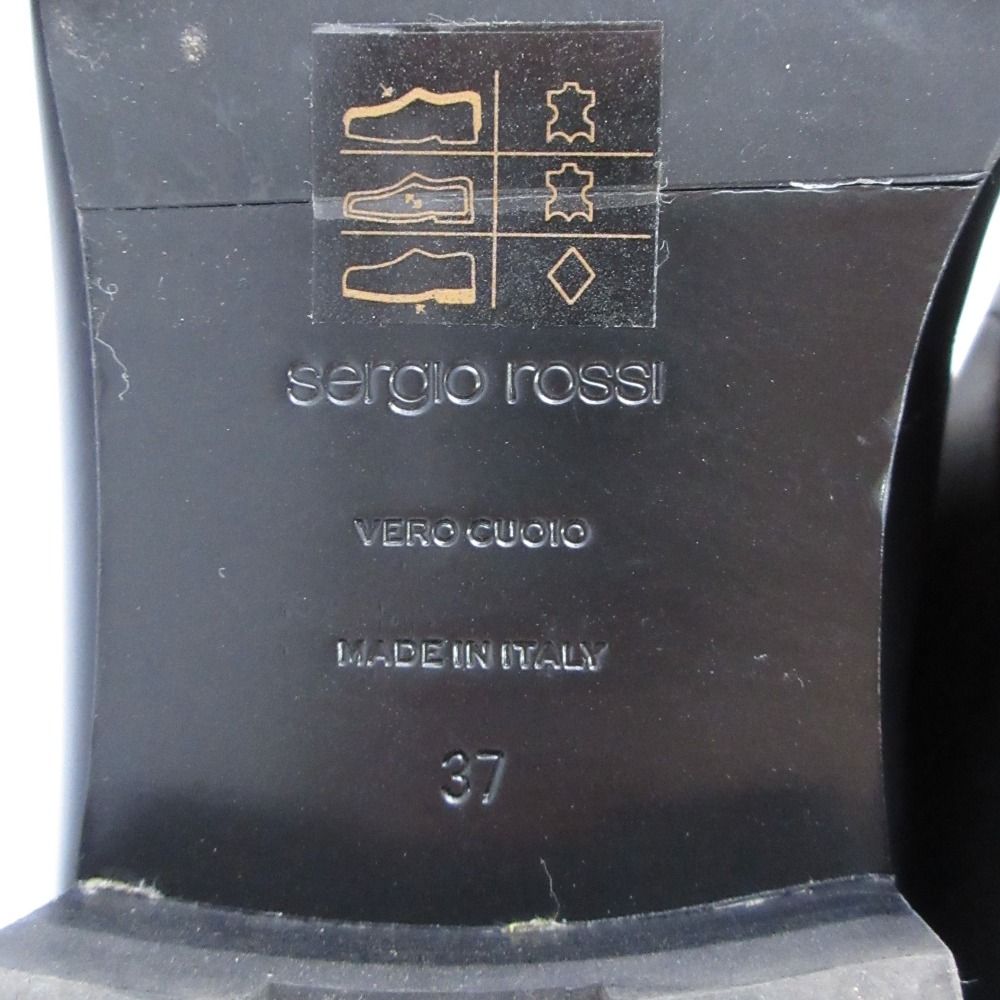 sergio rossi
VERO CUOIO
MADE IN ITALY
37